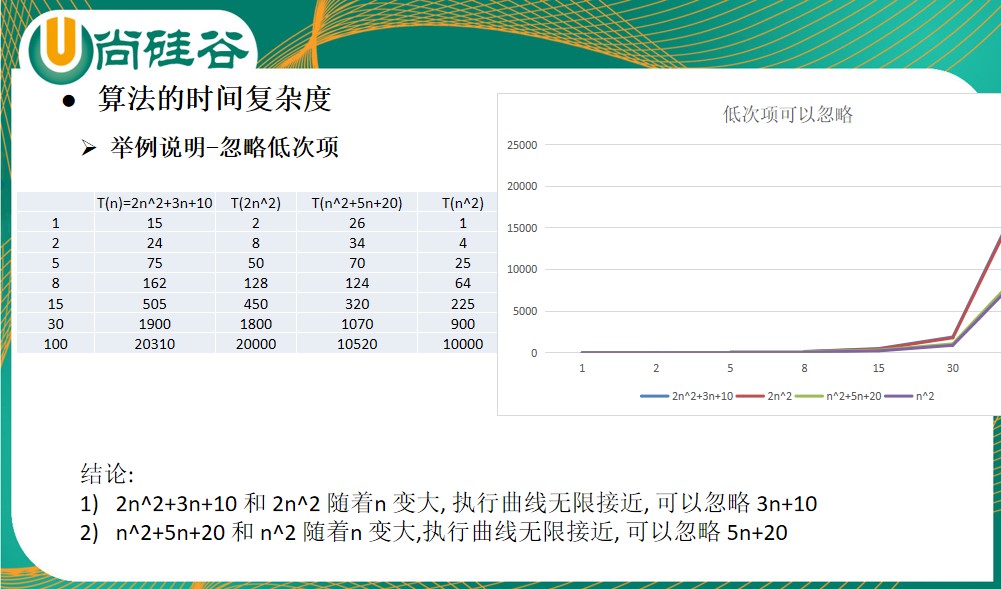 尚硅谷
● 算法的时间复杂度
➢ 举例说明-忽略低次项
T(n)=2n^2+3n+10 T(2n^2) T(n^2+5n+20) T(n^2)
1 15 2 26 1
2 24 8 34 4
5 75 50 70 25
8 162 128 124 64
15 505 450 320 225
30 1900 1800 1070 900
100 20310 20000 10520 10000
低次项可以忽略
25000
20000
15000
10000
5000
0
1 2 5 8 15 30
2n^2+3n+10 2n^2 n^2+5n+20 n^2
结论:
1) 2n^2+3n+10 和 2n^2 随着n 变大, 执行曲线无限接近, 可以忽略 3n+10
2) n^2+5n+20 和 n^2 随着n 变大,执行曲线无限接近, 可以忽略 5n+20